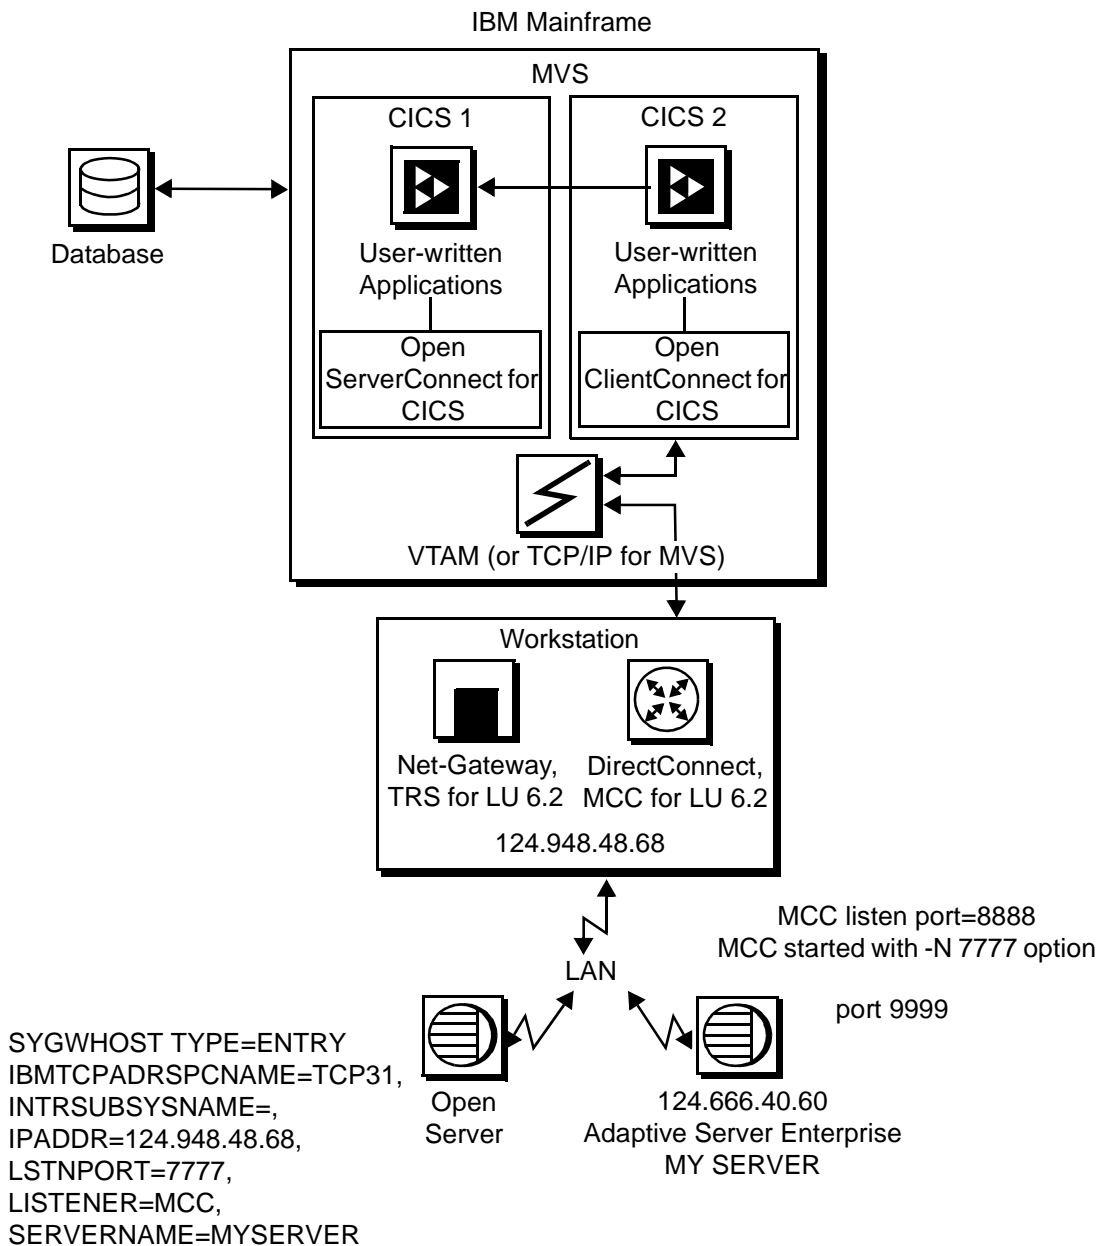 IBM Mainframe
MVS
CICS 1
CICS 2
Database
User-written
Applications
User-written
Applications
Open
ServerConnect for
CICS
Open
ClientConnect for
CICS
VTAM (or TCP/IP for MVS)
Workstation
Net-Gateway,
TRS for LU 6.2
DirectConnect,
MCC for LU 6.2
124.948.48.68
MCC listen port=8888
MCC started with -N 7777 option
LAN
port 9999
SYGWHOST TYPE=ENTRY
IBMTCPADRSPCNAME=TCP31,
INTRSUBSYSNAME=,
IPADDR=124.948.48.68,
LSTNPORT=7777,
LISTENER=MCC,
SERVERNAME=MYSERVER
Open
Server
124.666.40.60
Adaptive Server Enterprise
MY SERVER